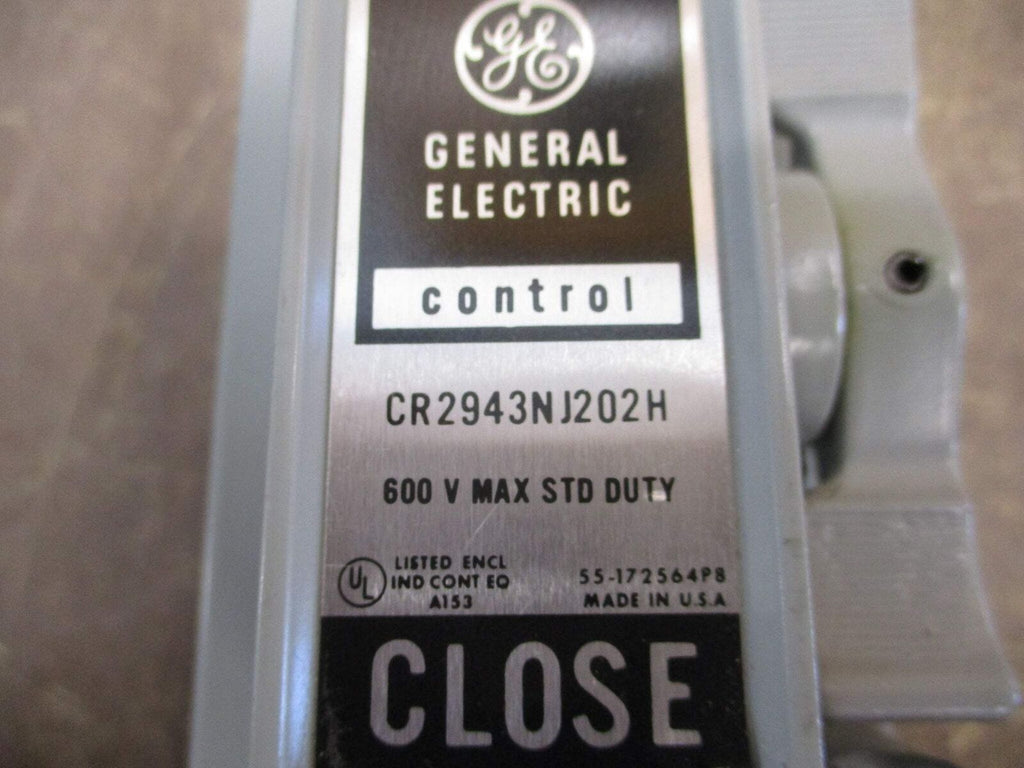 GE
GENERAL
ELECTRIC
control
CR2943NJ202H
600 V MAX STD DUTY
UL
LISTED ENCL
IND CONT EQ
A153
55-172564P8
MADE IN U.S.A
CLOSE